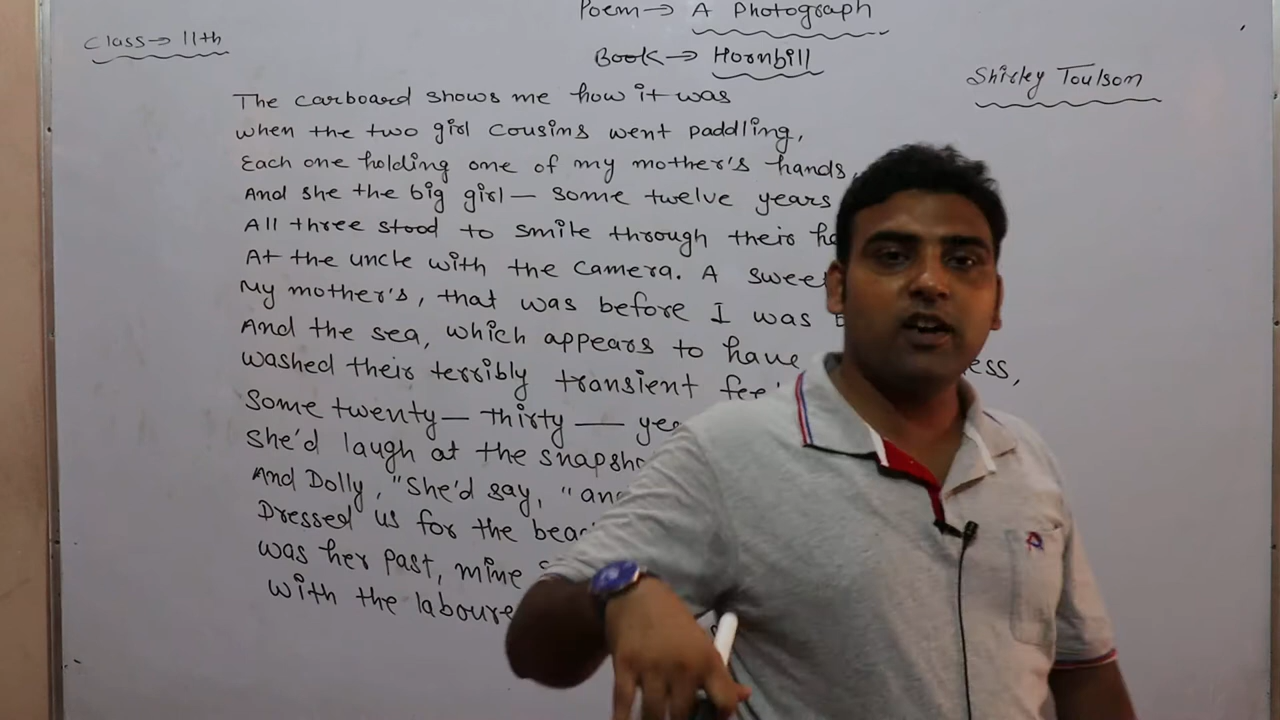 Poem → A Photograph
Class → 11th
Book → Hornbill
Shirley Toulson
The carboard shows me how it was
when the two girl cousins went paddling,
Each one holding one of my mother's hands,
And she the big girl — some twelve years
All three stood to smile through their
At the uncle with the camera. A
My mother's, that was before I was
And the sea, which appears to have
washed their terribly transient
Some twenty — thirty —
She'd laugh at the
And Dolly, "She'd say, "
Dressed us for the
was her past, mine
with the